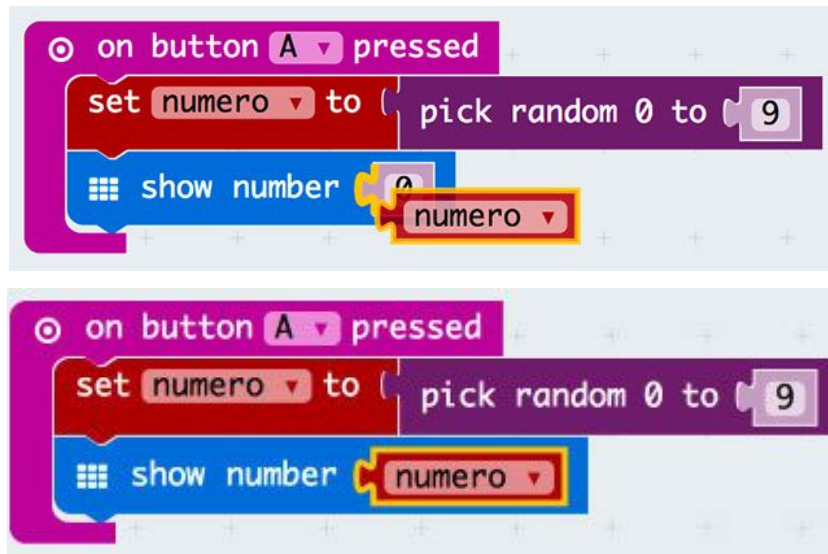 on button A pressed
set numero to pick random 0 to 9
show number 0
numero
on button A pressed
set numero to pick random 0 to 9
show number numero